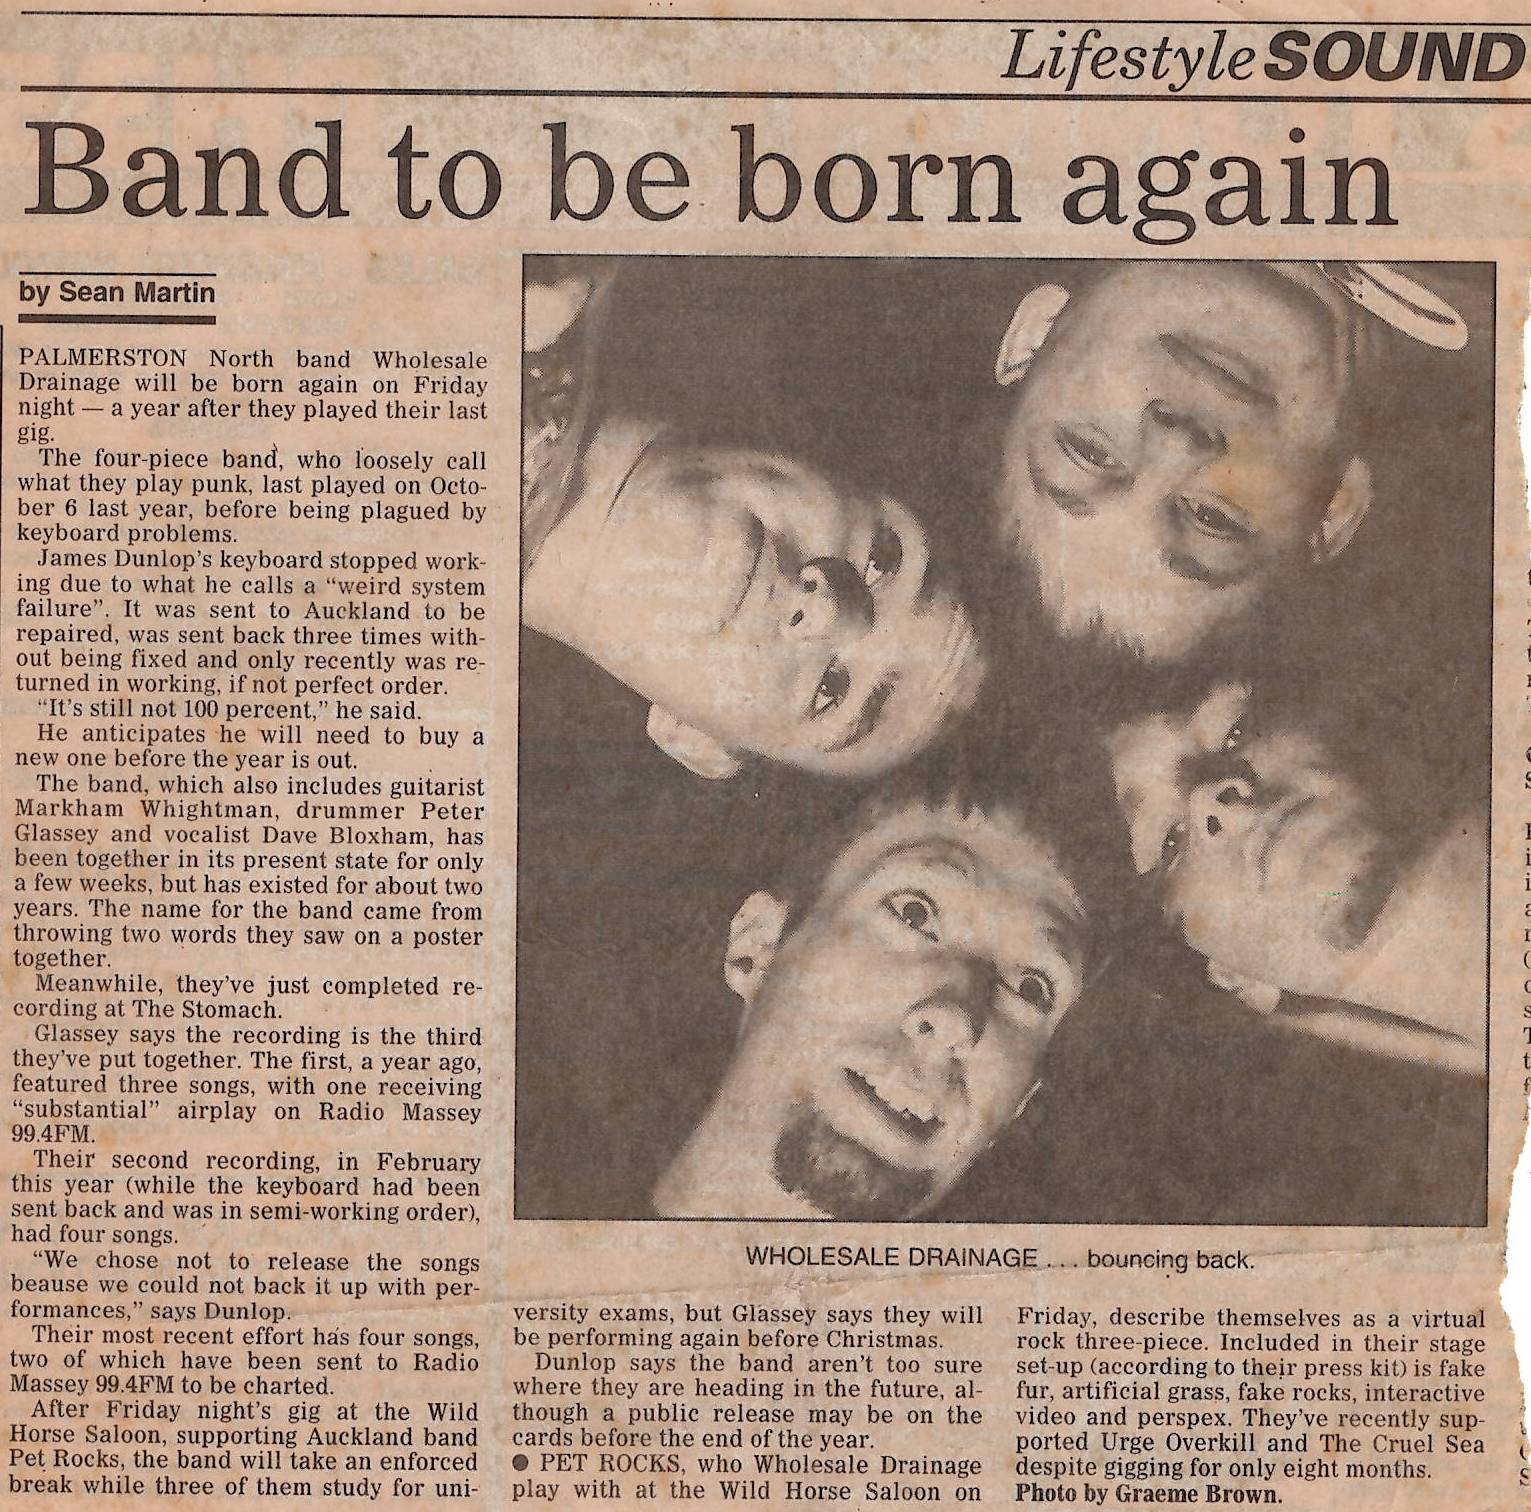 Lifestyle SOUND
Band to be born again
by Sean Martin
PALMERSTON North band Wholesale
Drainage will be born again on Friday
night — a year after they played their last
gig.
The four-piece band, who loosely call
what they play punk, last played on Octo-
ber 6 last year, before being plagued by
keyboard problems.
James Dunlop's keyboard stopped work-
ing due to what he calls a “weird system
failure”. It was sent to Auckland to be
repaired, was sent back three times with-
out being fixed and only recently was re-
turned in working, if not perfect order.
“It's still not 100 percent,” he said.
He anticipates he will need to buy a
new one before the year is out.
The band, which also includes guitarist
Markham Whightman, drummer Peter
Glassey and vocalist Dave Bloxham, has
been together in its present state for only
a few weeks, but has existed for about two
years. The name for the band came from
throwing two words they saw on a poster
together.
Meanwhile, they've just completed re-
cording at The Stomach.
Glassey says the recording is the third
they've put together. The first, a year ago,
featured three songs, with one receiving
“substantial” airplay on Radio Massey
99.4FM.
Their second recording, in February
this year (while the keyboard had been
sent back and was in semi-working order),
had four songs.
“We chose not to release the songs
beause we could not back it up with per-
formances,” says Dunlop.
Their most recent effort has four songs,
two of which have been sent to Radio
Massey 99.4FM to be charted.
After Friday night's gig at the Wild
Horse Saloon, supporting Auckland band
Pet Rocks, the band will take an enforced
break while three of them study for uni-
WHOLESALE DRAINAGE . . . bouncing back.
versity exams, but Glassey says they will
be performing again before Christmas.
Dunlop says the band aren't too sure
where they are heading in the future, al-
though a public release may be on the
cards before the end of the year.
● PET ROCKS, who Wholesale Drainage
play with at the Wild Horse Saloon on
Friday, describe themselves as a virtual
rock three-piece. Included in their stage
set-up (according to their press kit) is fake
fur, artificial grass, fake rocks, interactive
video and perspex. They've recently sup-
ported Urge Overkill and The Cruel Sea
despite gigging for only eight months.
Photo by Graeme Brown.